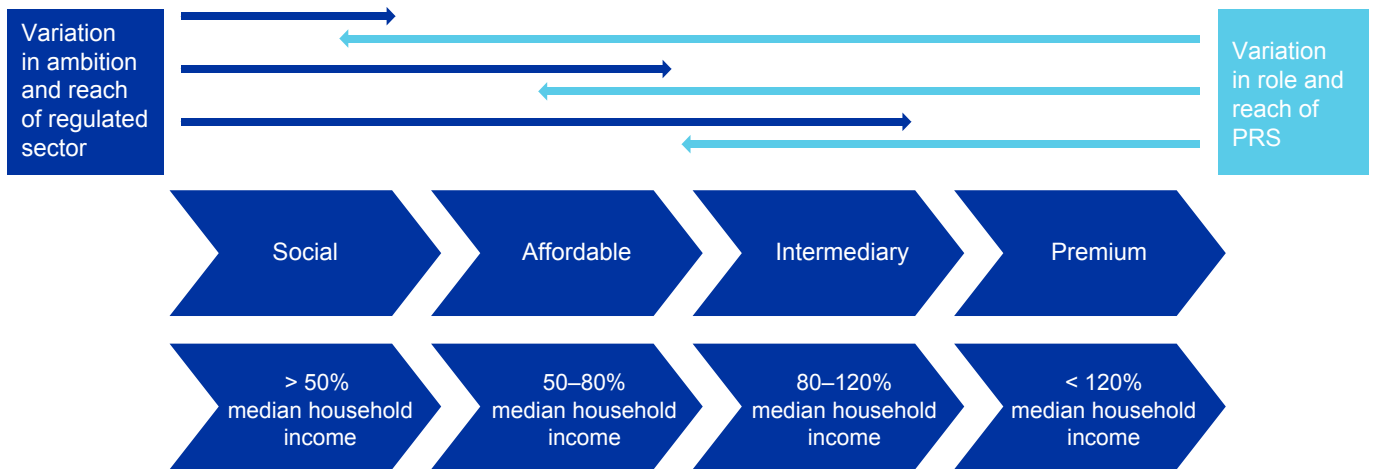 Variation
in ambition
and reach
of regulated
sector
Variation
in role and
reach of
PRS
Social
Affordable
Intermediary
Premium
> 50%
median household
income
50–80%
median household
income
80–120%
median household
income
< 120%
median household
income